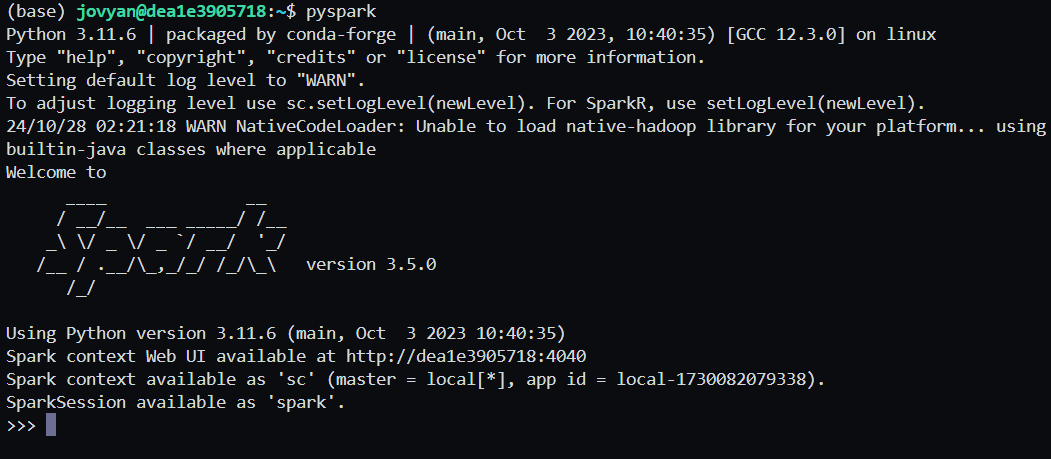 (base) jovyan@dea1e3905718:~$ pyspark
Python 3.11.6 | packaged by conda-forge | (main, Oct  3 2023, 10:40:35) [GCC 12.3.0] on linux
Type "help", "copyright", "credits" or "license" for more information.
Setting default log level to "WARN".
To adjust logging level use sc.setLogLevel(newLevel). For SparkR, use setLogLevel(newLevel).
24/10/28 02:21:18 WARN NativeCodeLoader: Unable to load native-hadoop library for your platform... using
builtin-java classes where applicable
Welcome to
      ____              __
     / __/__  ___ _____/ /__
    _\ \/ _ \/ _ `/ __/  '_/
   /__ / .__/\_,_/_/ /_/\_\   version 3.5.0
      /_/
Using Python version 3.11.6 (main, Oct  3 2023 10:40:35)
Spark context Web UI available at http://dea1e3905718:4040
Spark context available as 'sc' (master = local[*], app id = local-1730082079338).
SparkSession available as 'spark'.
>>>